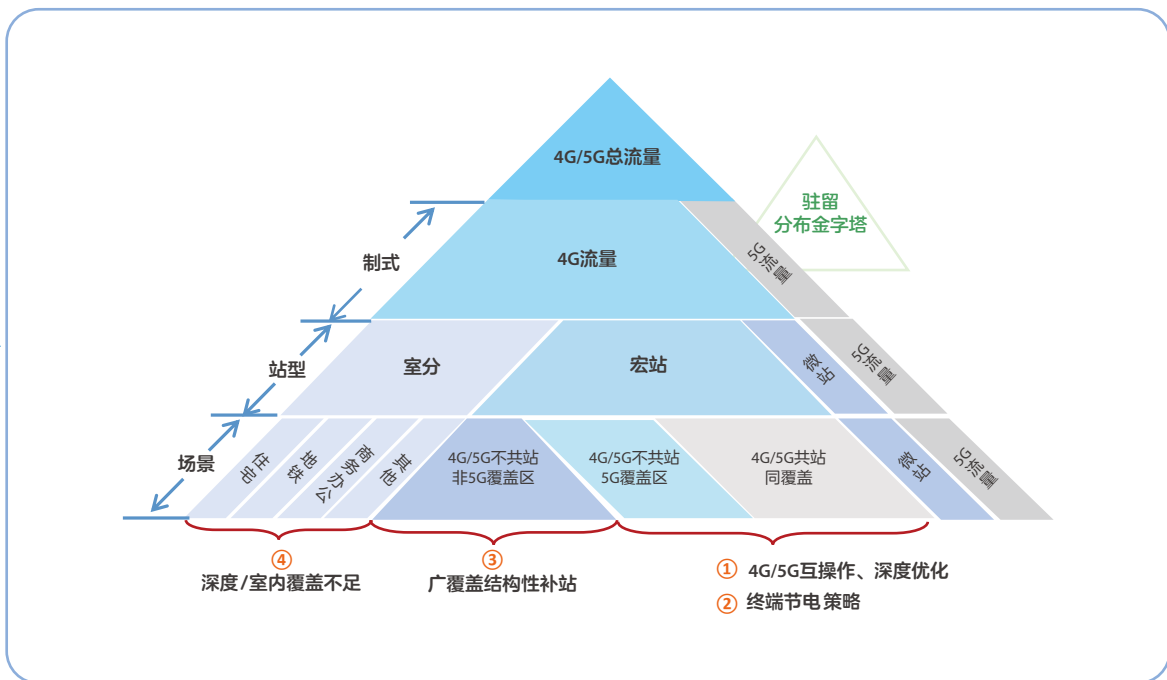 4G/5G总流量
驻留
分布金字塔
制式
4G流量
5G流量
站型
室分
宏站
微站
5G流量
场景
住宅
地铁
商务办公
其他
4G/5G不共站
非5G覆盖区
4G/5G不共站
5G覆盖区
4G/5G共站
同覆盖
微站
5G流量
④
深度/室内覆盖不足
③
广覆盖结构性补站
① 4G/5G互操作、深度优化
② 终端节电策略